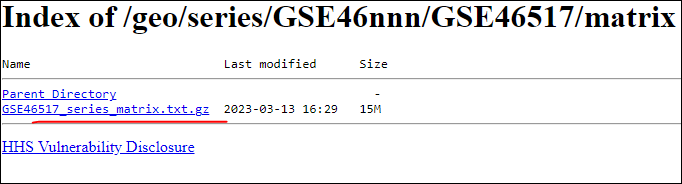 Index of /geo/series/GSE46nnn/GSE46517/matrix
Name Last modified Size
Parent Directory -
GSE46517_series_matrix.txt.gz 2023-03-13 16:29 15M
HHS Vulnerability Disclosure